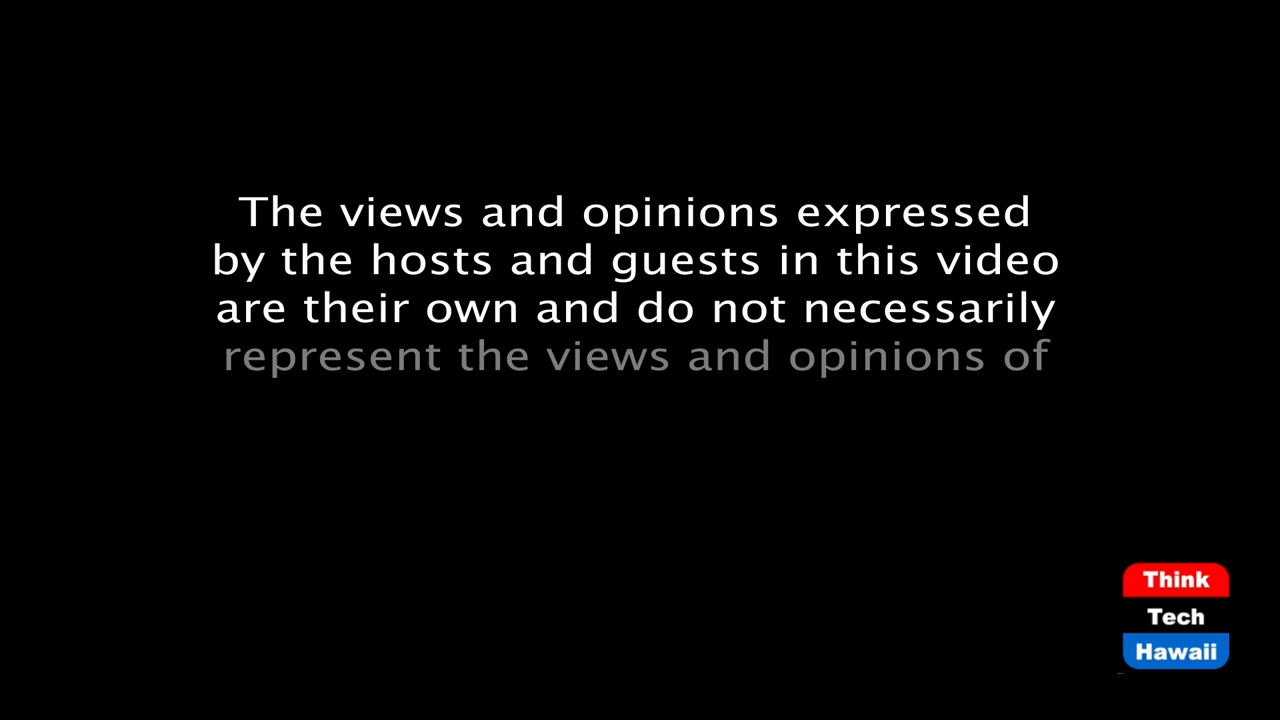 The views and opinions expressed
by the hosts and guests in this video
are their own and do not necessarily
represent the views and opinions of
Think
Tech
Hawaii